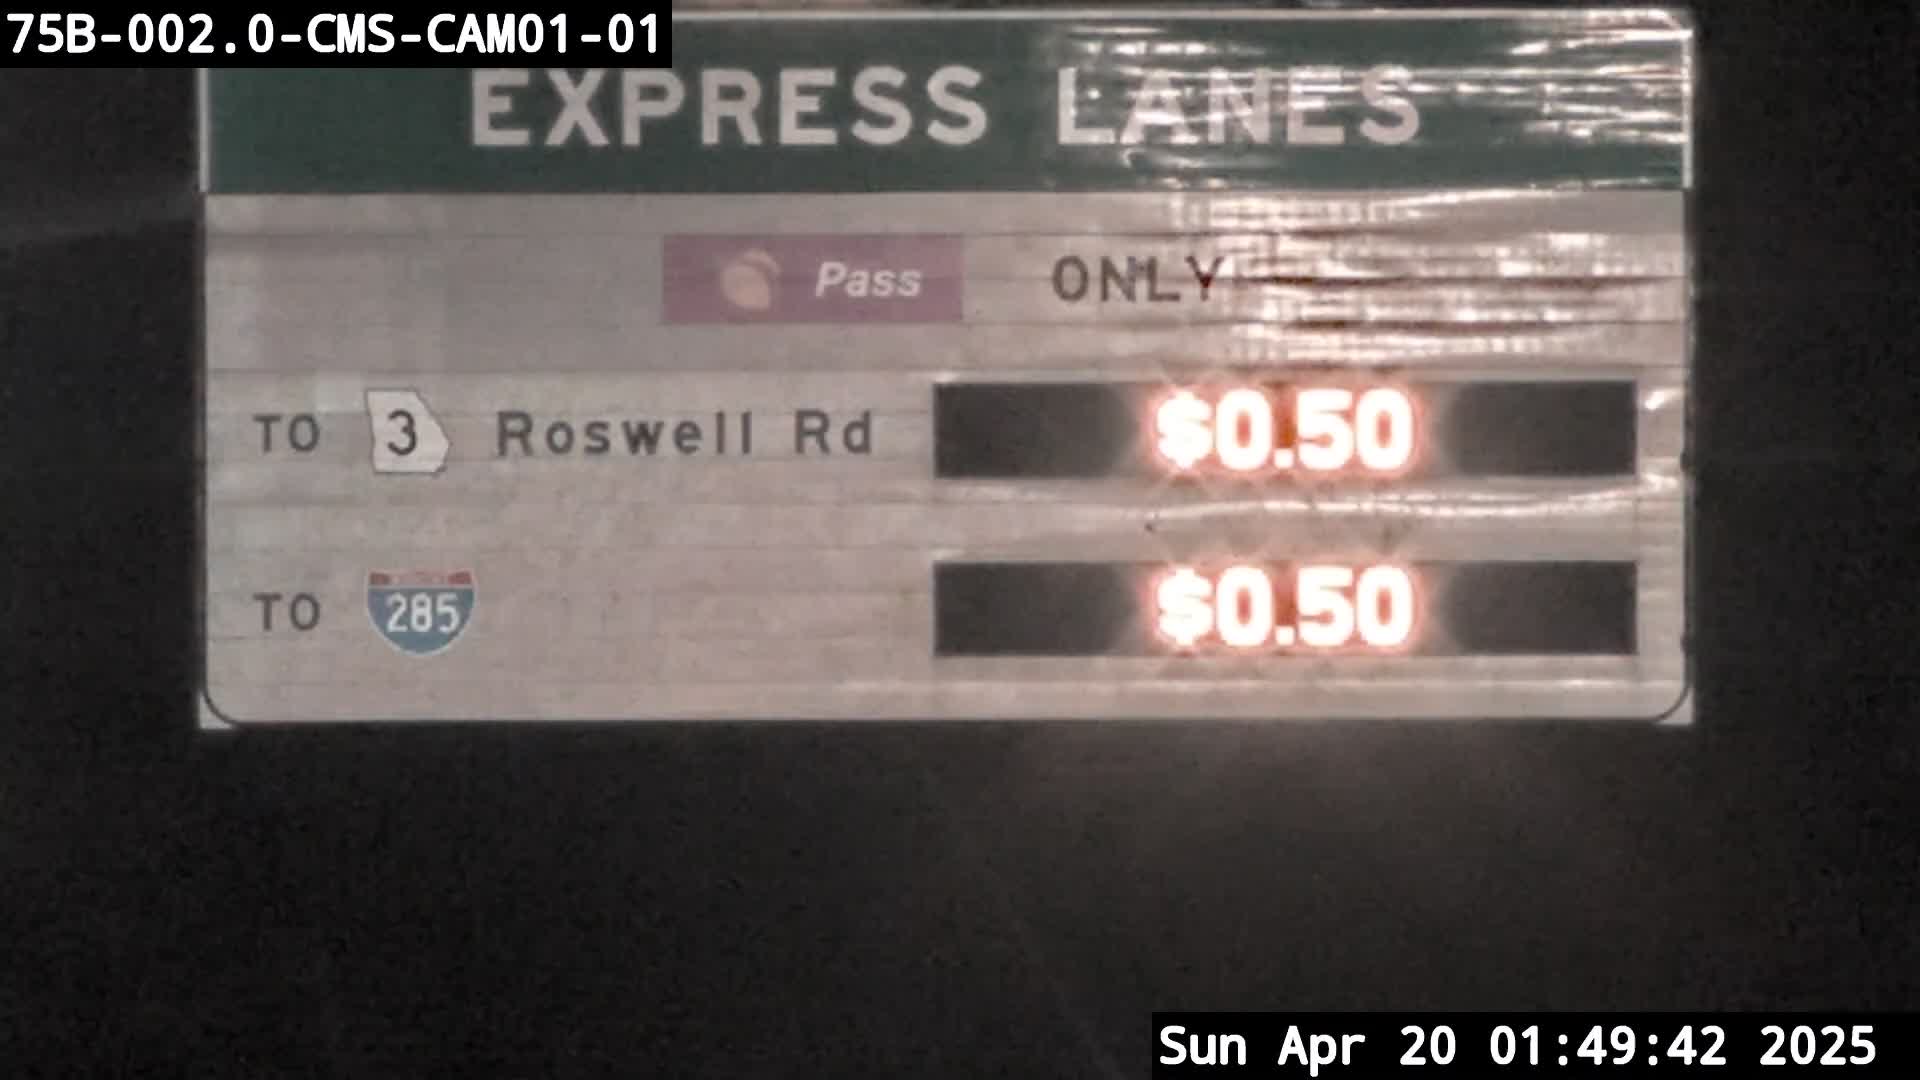 75B-002.0-CMS-CAM01-01
EXPRESS LANES
Pass ONLY
TO 3 Roswell Rd $0.50
TO 285 $0.50
Sun Apr 20 01:49:42 2025